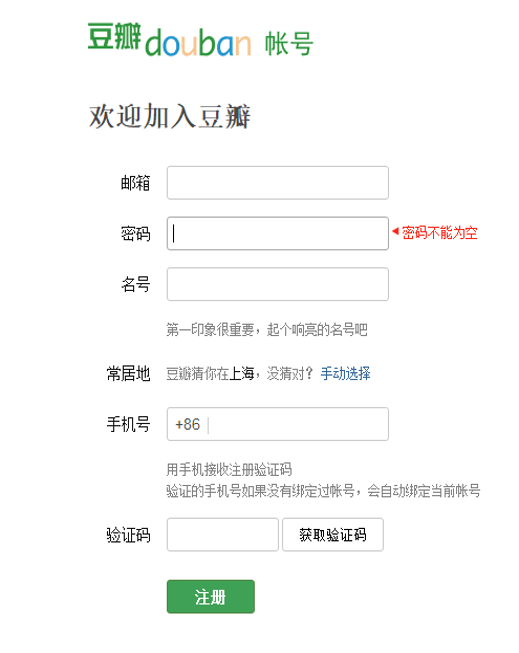 豆瓣 douban 帐号
欢迎加入豆瓣
邮箱
密码 密码不能为空
名号
第一印象很重要，起个响亮的名号吧
常居地 豆瓣猜你在上海，没猜对？手动选择
手机号 +86
用手机接收注册验证码
验证的手机号如果没有绑定过帐号，会自动绑定当前帐号
验证码 获取验证码
注册